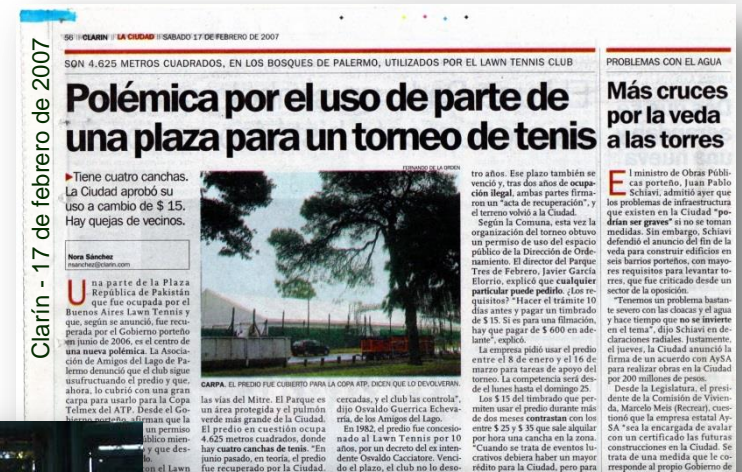 Clarín - 17 de febrero de 2007
56 CLARIN LA CIUDAD SABADO 17 DE FEBRERO DE 2007
SON 4.625 METROS CUADRADOS, EN LOS BOSQUES DE PALERMO, UTILIZADOS POR EL LAWN TENNIS CLUB
Polémica por el uso de parte de
una plaza para un torneo de tenis
Tiene cuatro canchas.
La Ciudad aprobó su
uso a cambio de $ 15.
Hay quejas de vecinos.
Nora Sánchez
nsanchez@clarin.com
Una parte de la Plaza
República de Pakistán
que fue ocupada por el
Buenos Aires Lawn Tennis y
que, según se anunció, fue recu-
perada por el Gobierno porteño
en junio de 2006, es el centro de
una nueva polémica. La Asocia-
ción de Amigos del Lago de Pa-
lermo denunció que el club sigue
usufructuando el predio y que,
ahora, lo cubrió con una gran
carpa para usarlo para la Copa
Telmex del ATP. Desde el Go-
bierno porteño, afirman que la
un permiso
público mien-
y que des-
lo.
on el Lawn
FERNANDO DE LA ORDEN
CARPA. EL PREDIO FUE CUBIERTO PARA LA COPA ATP. DICEN QUE LO DEVOLVERAN.
las vías del Mitre. El Parque es
un área protegida y el pulmón
verde más grande de la Ciudad.
El predio en cuestión ocupa
4.625 metros cuadrados, donde
hay cuatro canchas de tenis. "En
junio pasado, en teoría, el predio
fue recuperado por la Ciudad.
cercadas, y el club las controla",
dijo Osvaldo Guerrica Echeva-
rría, de los Amigos del Lago.
En 1982, el predio fue concesio-
nado al Lawn Tennis por 10
años, por un decreto del ex inten-
dente Osvaldo Cacciatore. Venci-
do el plazo, el club no lo deso-
tro años. Ese plazo también se
venció y, tras dos años de ocupa-
ción ilegal, ambas partes firma-
ron un "acta de recuperación", y
el terreno volvió a la Ciudad.
Según la Comuna, esta vez la
organización del torneo obtuvo
un permiso de uso del espacio
público de la Dirección de Orde-
namiento. El director del Parque
Tres de Febrero, Javier García
Elorrio, explicó que cualquier
particular puede pedirlo. ¿Los re-
quisitos? "Hacer el trámite 10
días antes y pagar un timbrado
de $ 15. Si es para una filmación,
hay que pagar de $ 600 en ade-
lante", explicó.
La empresa pidió usar el predio
entre el 8 de enero y el 16 de
marzo para tareas de apoyo del
torneo. La competencia será des-
de el lunes hasta el domingo 25.
Los $ 15 del timbrado que per-
miten usar el predio durante más
de dos meses contrastan con los
entre $ 25 y $ 35 que sale alquilar
por hora una cancha en la zona.
"Cuando se trata de eventos lu-
crativos debiera haber un mayor
rédito para la Ciudad, pero para
PROBLEMAS CON EL AGUA
Más cruces
por la veda
a las torres
El ministro de Obras Públi-
cas porteño, Juan Pablo
Schiavi, admitió ayer que
los problemas de infraestructura
que existen en la Ciudad "po-
drían ser graves" si no se toman
medidas. Sin embargo, Schiavi
defendió el anuncio del fin de la
veda para construir edificios en
seis barrios porteños, con mayo-
res requisitos para levantar to-
rres, que fue criticado desde un
sector de la oposición.
"Tenemos un problema bastan-
te severo con las cloacas y el agua
y hace tiempo que no se invierte
en el tema", dijo Schiavi en de-
claraciones radiales. Justamente,
el jueves, la Ciudad anunció la
firma de un acuerdo con AySA
para realizar obras en la Ciudad
por 200 millones de pesos.
Desde la Legislatura, el presi-
dente de la Comisión de Vivien-
da, Marcelo Meis (Recrear), cues-
tionó que la empresa estatal Ay-
SA "sea la encargada de avalar
con un certificado las futuras
construcciones en la Ciudad. Se
trata de una medida que le co-
rresponde al propio Gobierno de